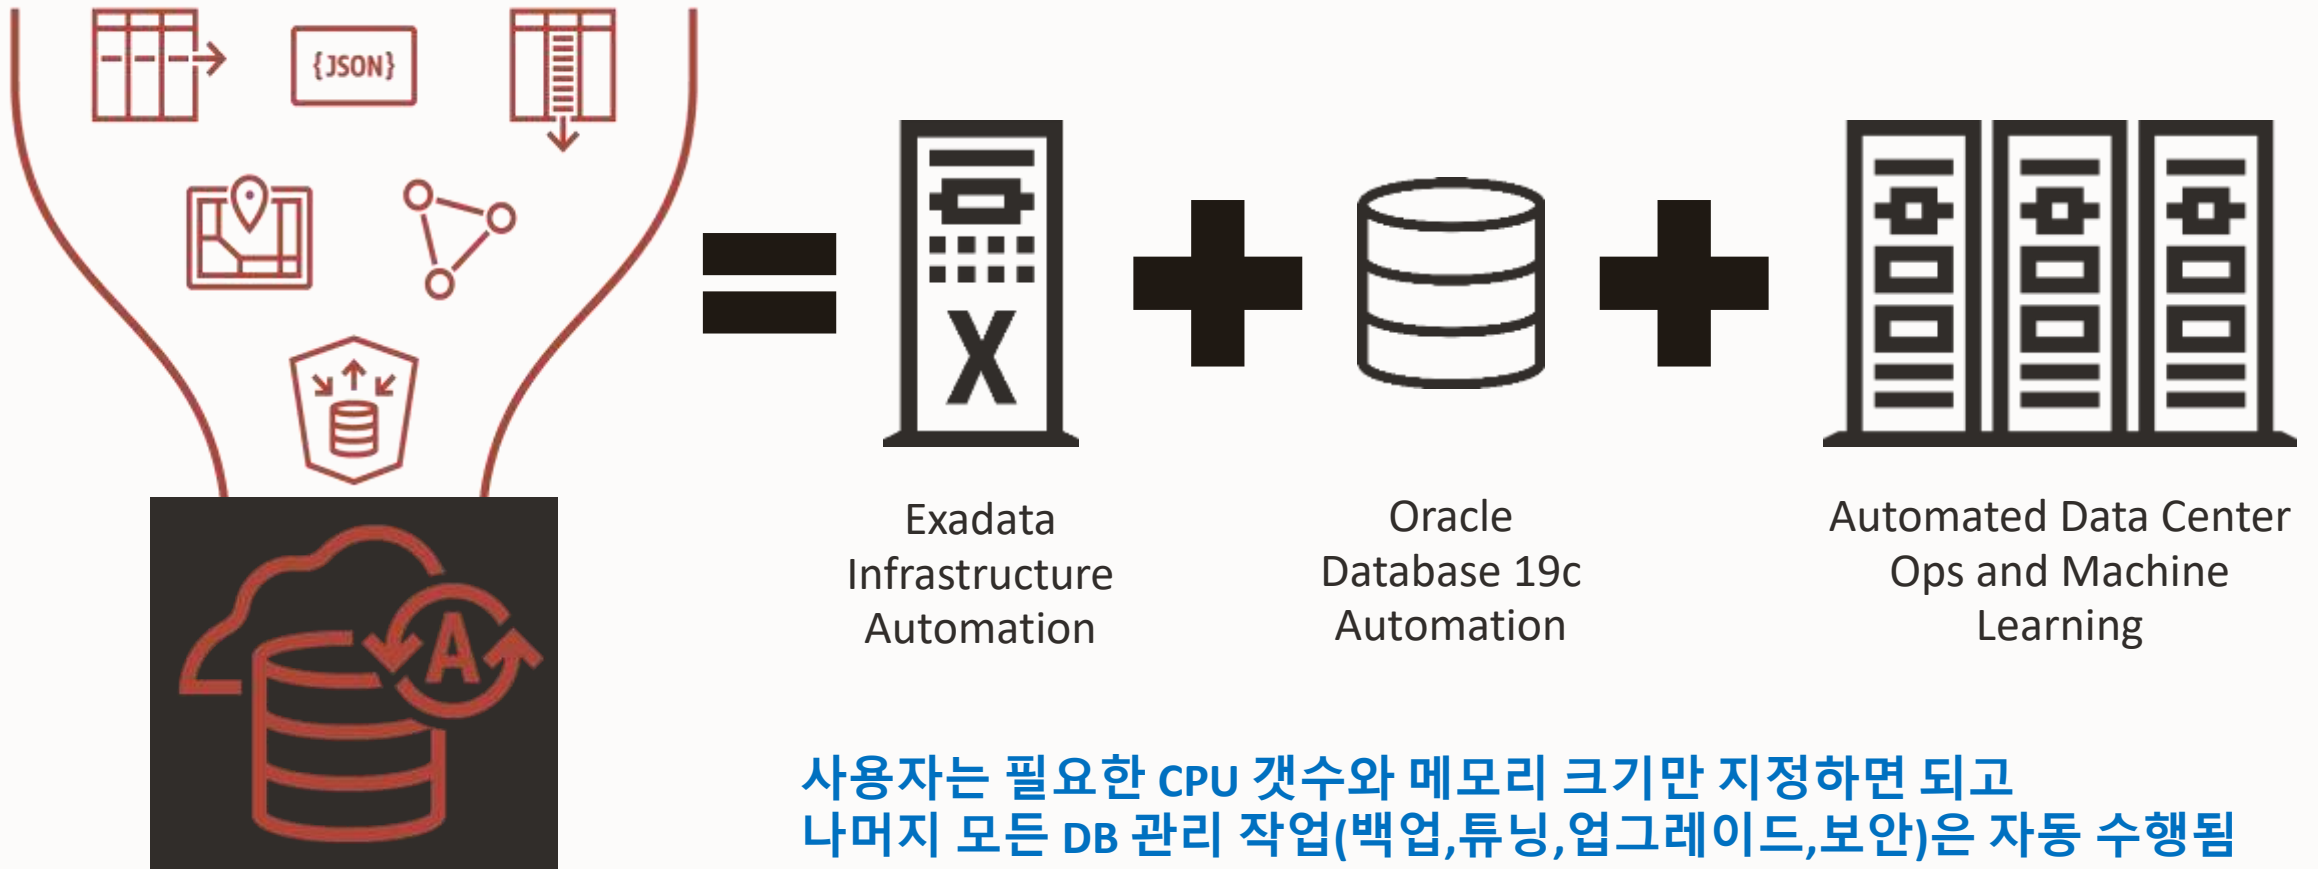 {JSON}
X
A
Exadata
Infrastructure
Automation
Oracle
Database 19c
Automation
Automated Data Center
Ops and Machine
Learning
사용자는 필요한 CPU 갯수와 메모리 크기만 지정하면 되고
나머지 모든 DB 관리 작업(백업,튜닝,업그레이드,보안)은 자동 수행됨